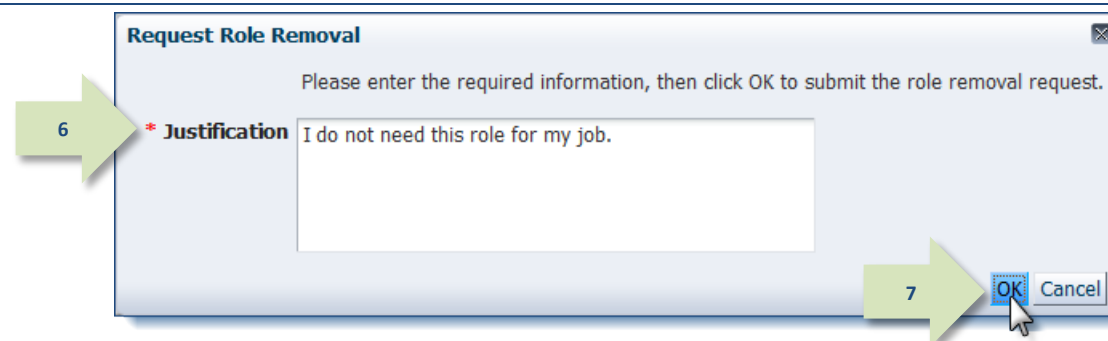 Request Role Removal
Please enter the required information, then click OK to submit the role removal request.
6
* Justification I do not need this role for my job.
7
OK Cancel